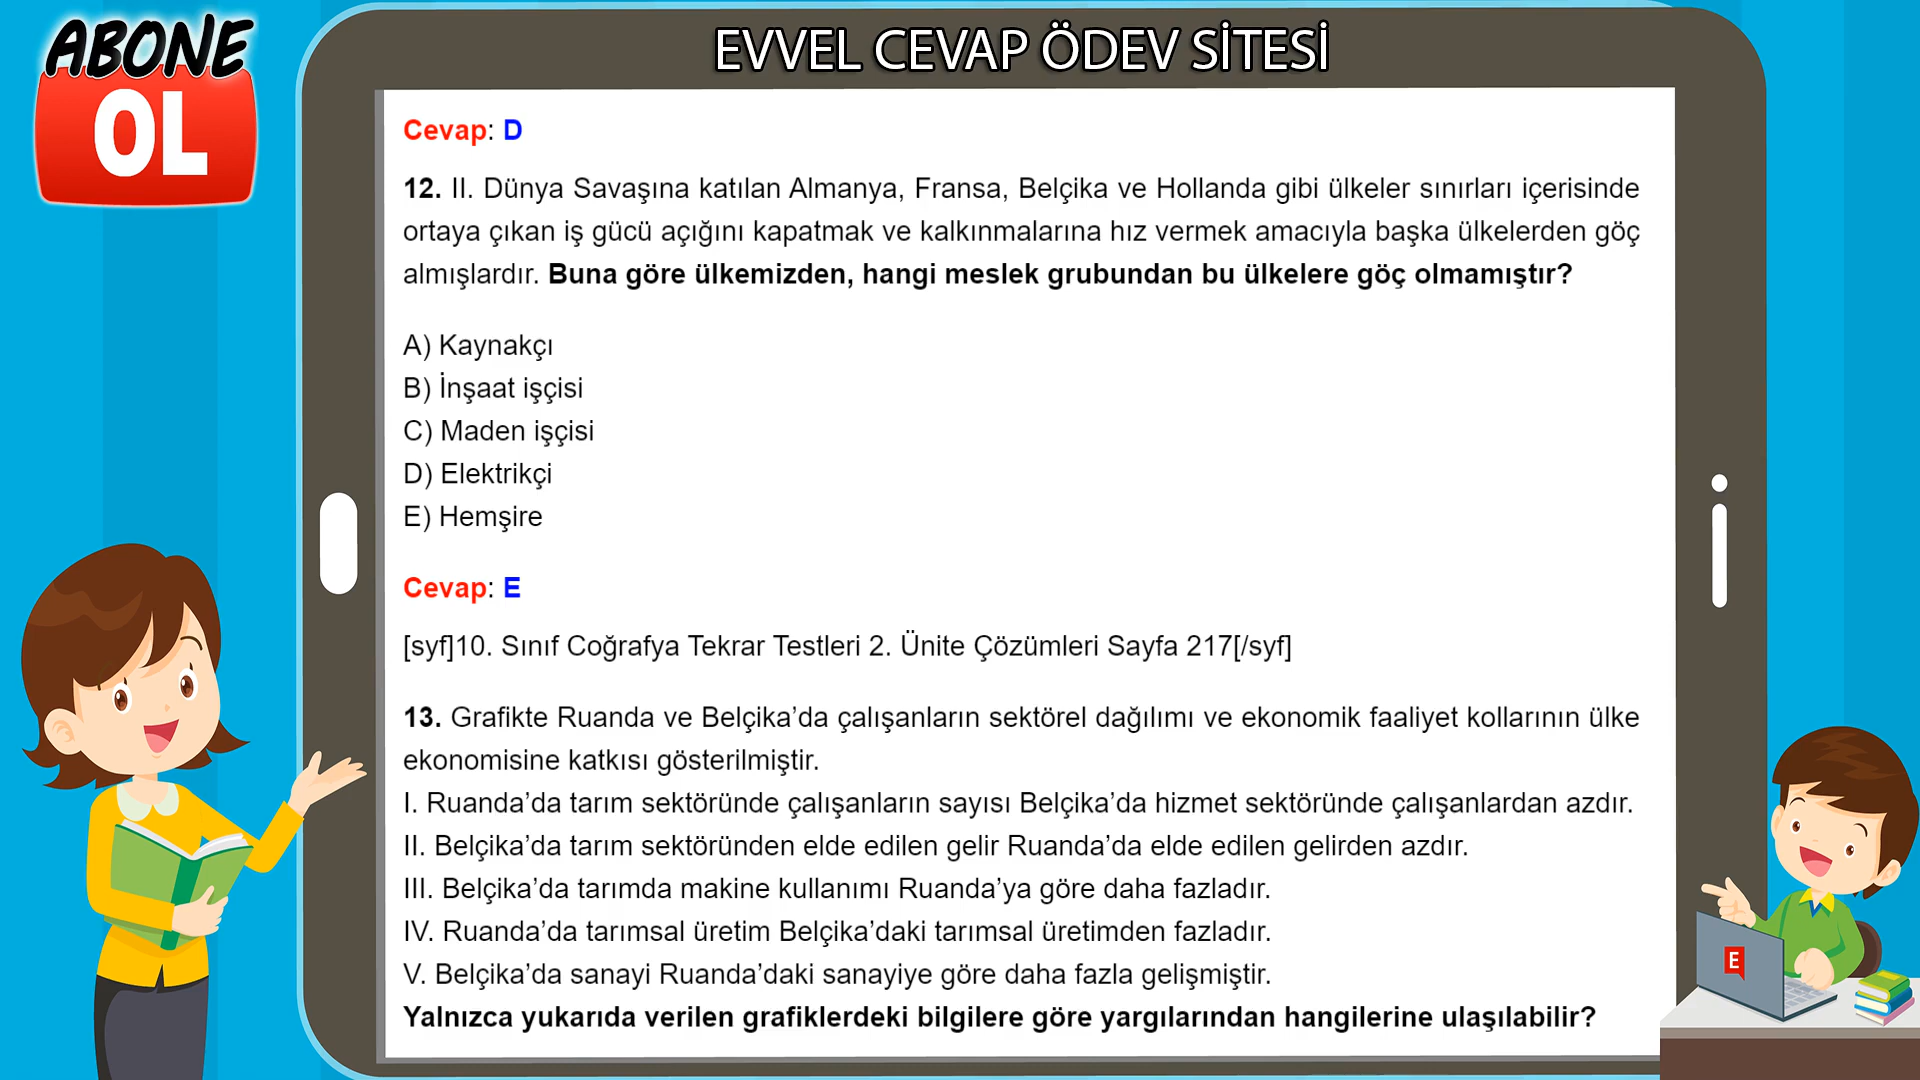 ABONE
OL
EVVEL CEVAP ÖDEV SİTESİ
Cevap: D
12. II. Dünya Savaşına katılan Almanya, Fransa, Belçika ve Hollanda gibi ülkeler sınırları içerisinde
ortaya çıkan iş gücü açığını kapatmak ve kalkınmalarına hız vermek amacıyla başka ülkelerden göç
almışlardır. Buna göre ülkemizden, hangi meslek grubundan bu ülkelere göç olmamıştır?
A) Kaynakçı
B) İnşaat işçisi
C) Maden işçisi
D) Elektrikçi
E) Hemşire
Cevap: E
[syf]10. Sınıf Coğrafya Tekrar Testleri 2. Ünite Çözümleri Sayfa 217[/syf]
13. Grafikte Ruanda ve Belçika’da çalışanların sektörel dağılımı ve ekonomik faaliyet kollarının ülke
ekonomisine katkısı gösterilmiştir.
I. Ruanda’da tarım sektöründe çalışanların sayısı Belçika’da hizmet sektöründe çalışanlardan azdır.
II. Belçika’da tarım sektöründen elde edilen gelir Ruanda’da elde edilen gelirden azdır.
III. Belçika’da tarımda makine kullanımı Ruanda’ya göre daha fazladır.
IV. Ruanda’da tarımsal üretim Belçika’daki tarımsal üretimden fazladır.
V. Belçika’da sanayi Ruanda’daki sanayiye göre daha fazla gelişmiştir.
Yalnızca yukarıda verilen grafiklerdeki bilgilere göre yargılarından hangilerine ulaşılabilir?
E